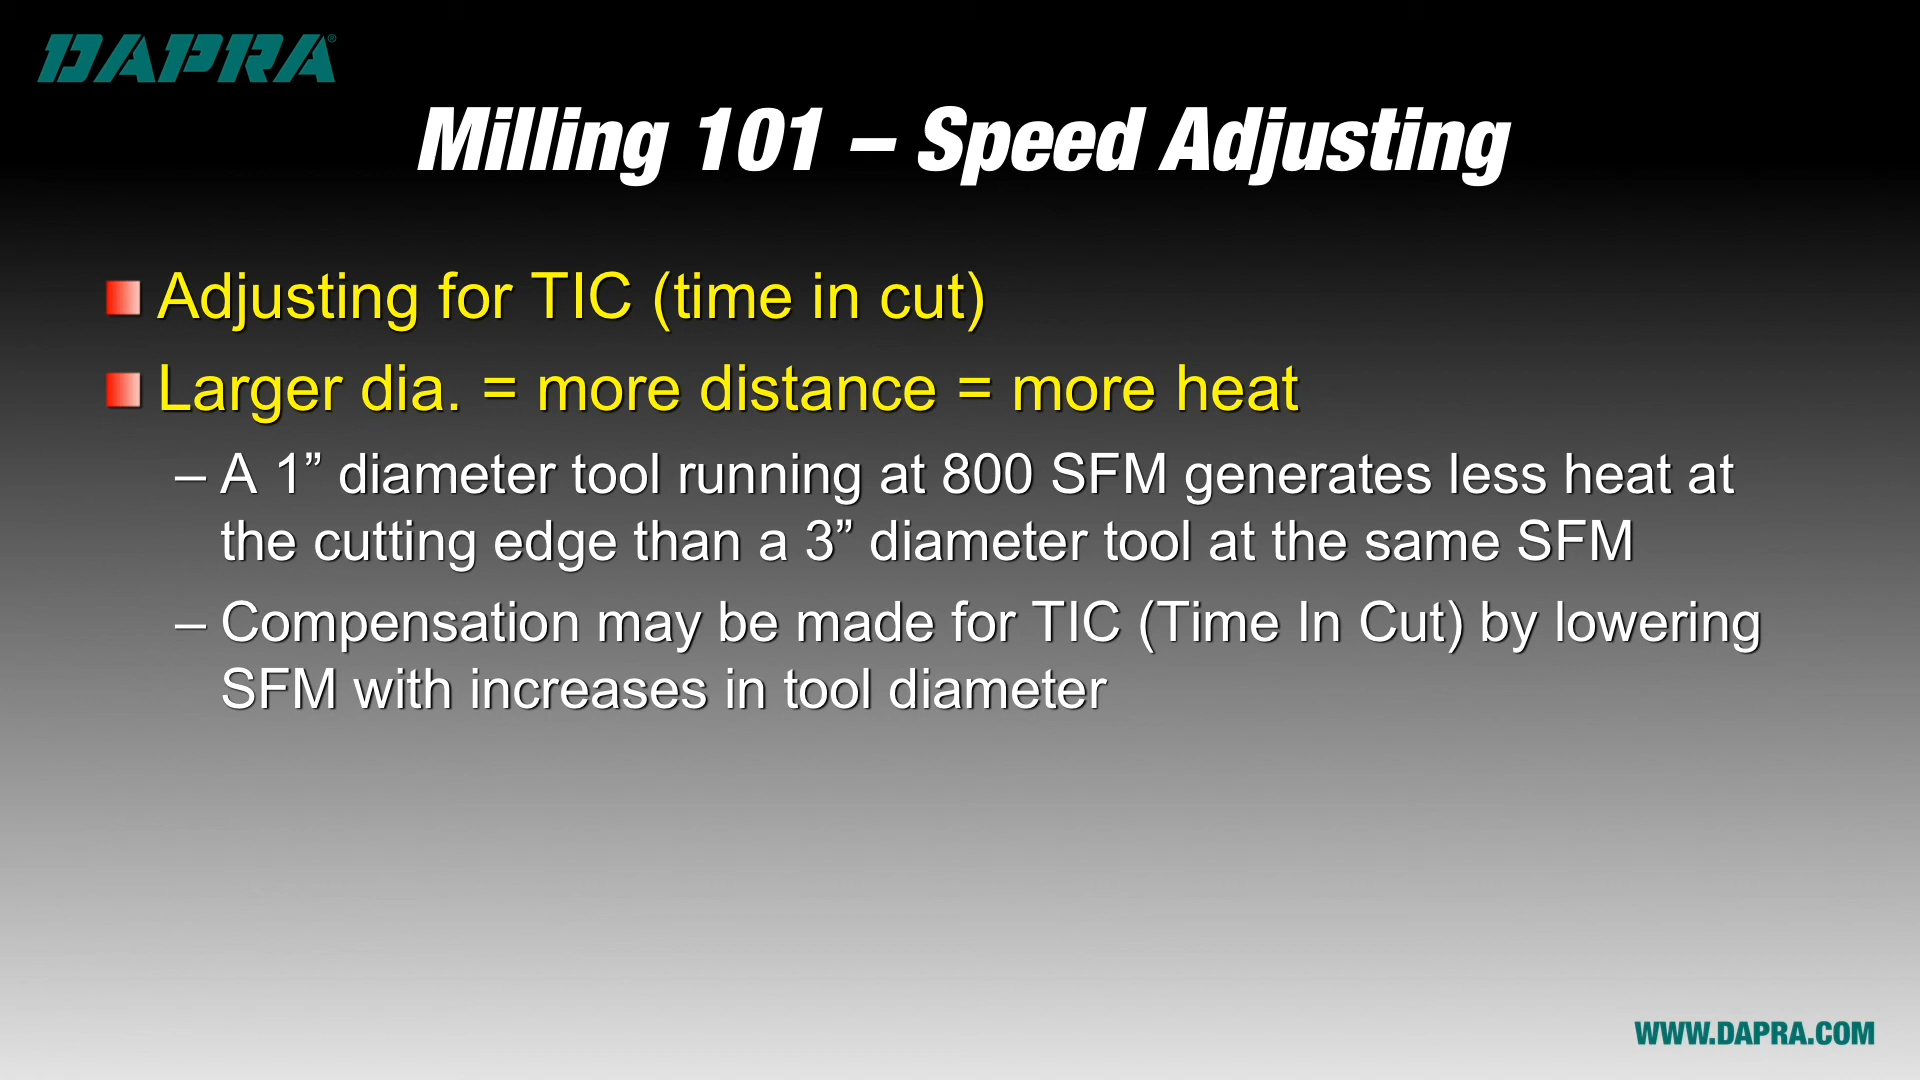 DAPRA®
Milling 101 – Speed Adjusting
Adjusting for TIC (time in cut)
Larger dia. = more distance = more heat
– A 1” diameter tool running at 800 SFM generates less heat at
the cutting edge than a 3” diameter tool at the same SFM
– Compensation may be made for TIC (Time In Cut) by lowering
SFM with increases in tool diameter
WWW.DAPRA.COM